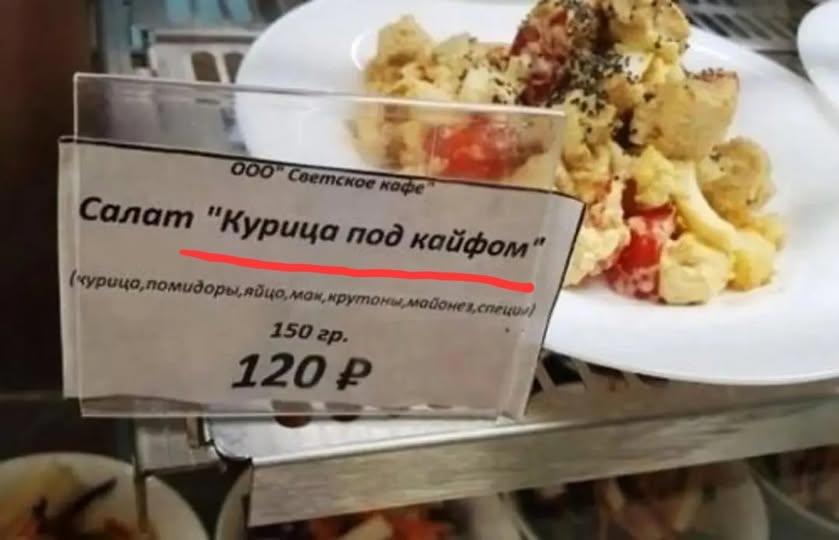 ООО" Светское кафе"
Салат "Курица под кайфом"
(курица,помидоры,яйцо,мак,крутоны,майонез,специи)
150 гр.
120 ₽